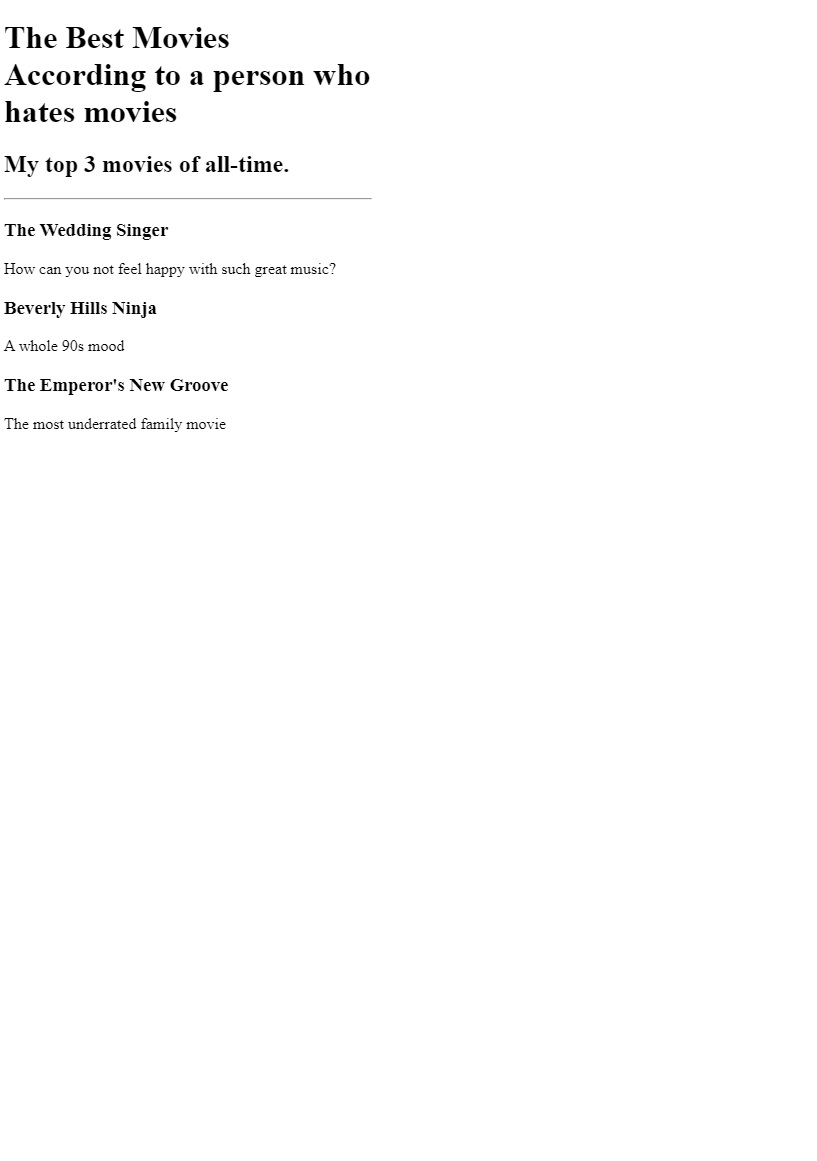 The Best Movies
According to a person who
hates movies
My top 3 movies of all-time.
The Wedding Singer
How can you not feel happy with such great music?
Beverly Hills Ninja
A whole 90s mood
The Emperor's New Groove
The most underrated family movie